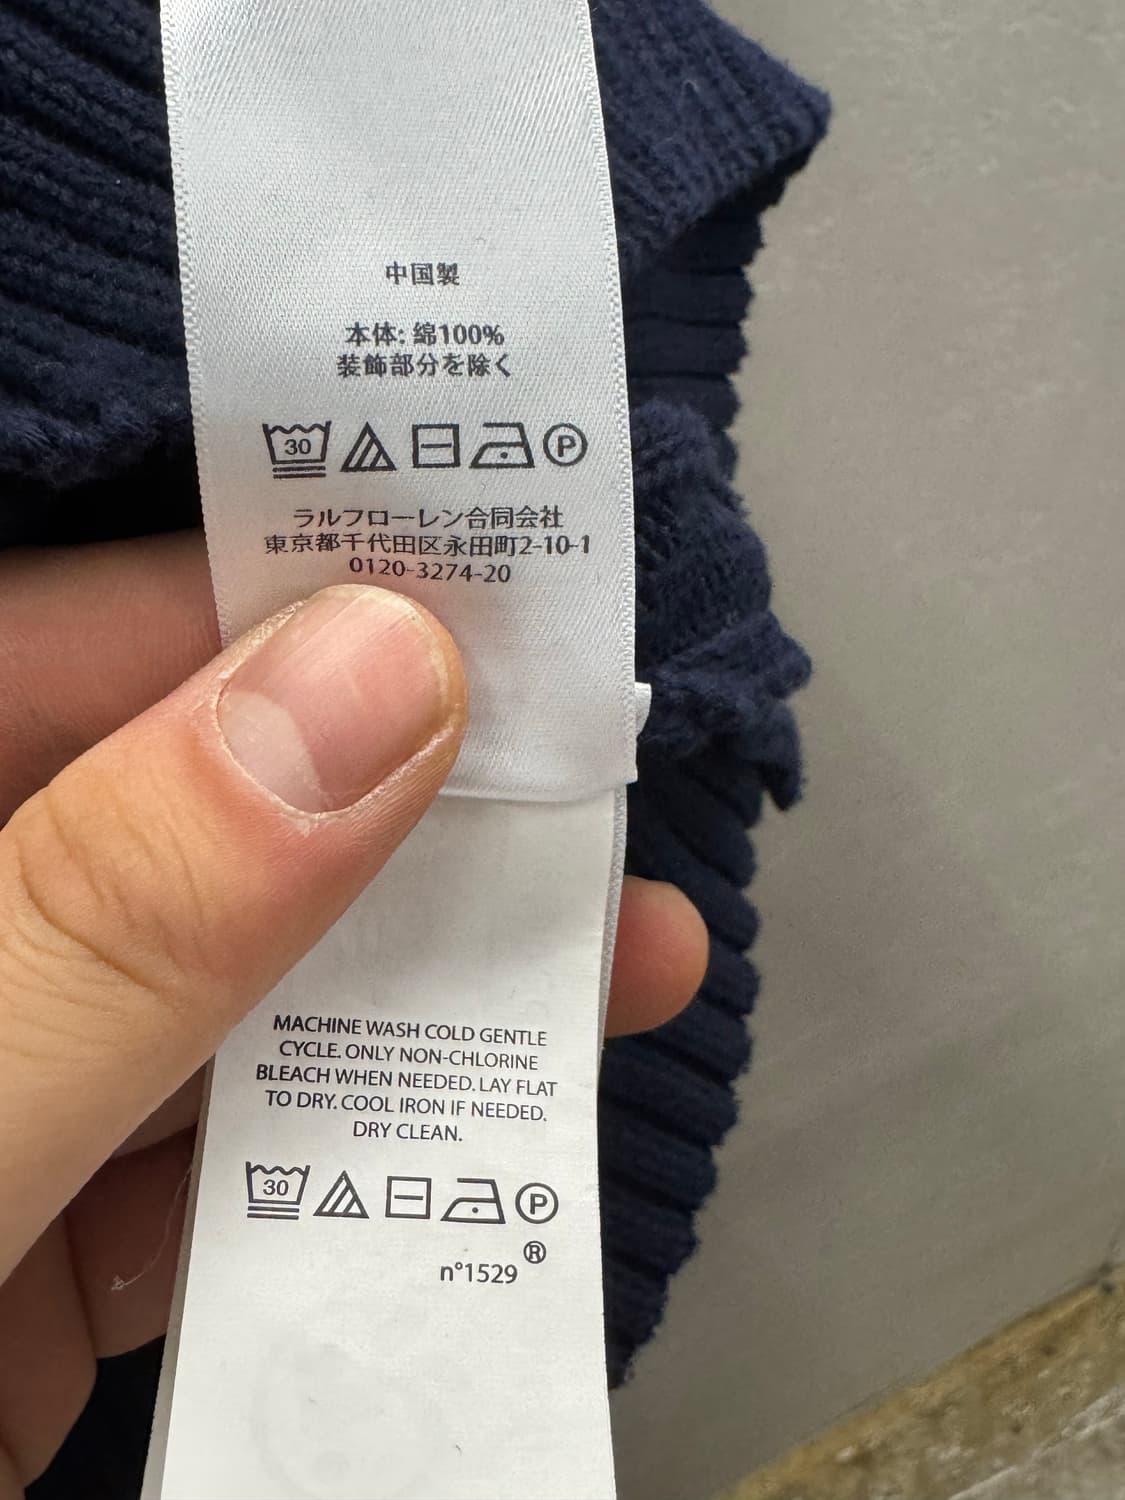 中国製
本体: 綿100%
装飾部分を除く
30 P
ラルフローレン合同会社
東京都千代田区永田町2-10-1
0120-3274-20
MACHINE WASH COLD GENTLE
CYCLE. ONLY NON-CHLORINE
BLEACH WHEN NEEDED. LAY FLAT
TO DRY. COOL IRON IF NEEDED.
DRY CLEAN.
30 P
®
n°1529